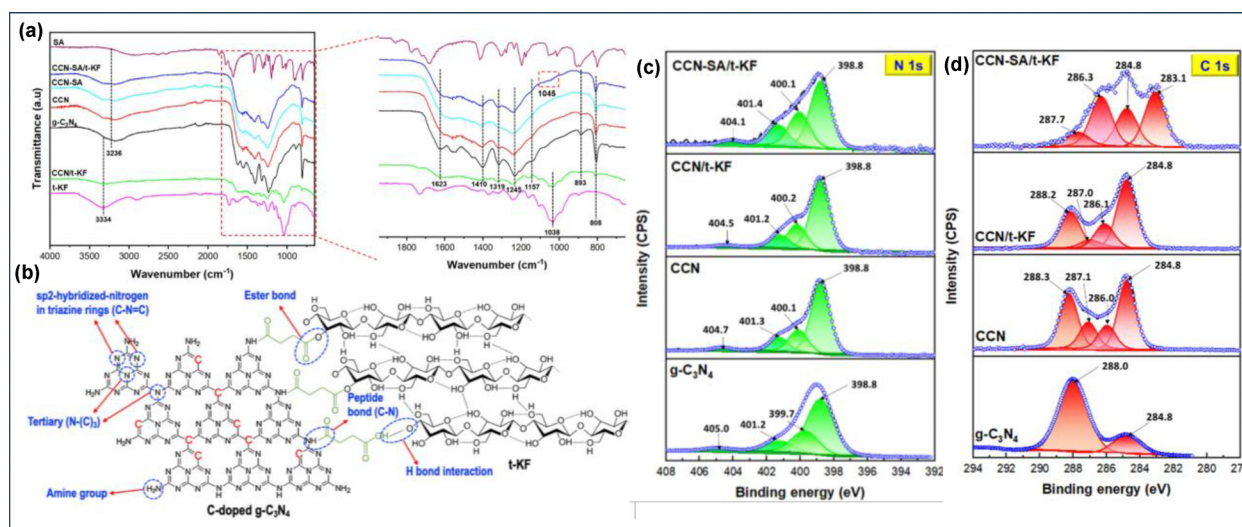 (a)
SA
CCN-SA/t-KF
CCN-SA
CCN
g-C3N4
CCN/t-KF
t-KF
3236
3334
Transmittance (a.u)
4000 3500 3000 2500 2000 1500 1000
Wavenumber (cm-1)
1045
1623
1410
1319
1245
1157
1038
893
808
1800 1600 1400 1200 1000 800
Wavenumber (cm-1)
(b)
sp2-hybridized-nitrogen
in triazine rings (C-N=C)
Ester bond
Tertiary (N-(C)3)
Peptide
bond (C-N)
H bond interaction
t-KF
Amine group
C-doped g-C3N4
(c)
N 1s
CCN-SA/t-KF
398.8
400.1
401.4
404.1
CCN/t-KF
398.8
400.2
401.2
404.5
CCN
398.8
400.1
401.3
404.7
g-C3N4
398.8
399.7
401.2
405.0
Intensity (CPS)
408 406 404 402 400 398 396 394 392
Binding energy (eV)
(d)
C 1s
CCN-SA/t-KF
286.3
284.8
283.1
287.7
CCN/t-KF
284.8
288.2
287.0
286.1
CCN
288.3
287.1
286.0
284.8
g-C3N4
288.0
284.8
Intensity (CPS)
294 292 290 288 286 284 282 280 27
Binding energy (eV)